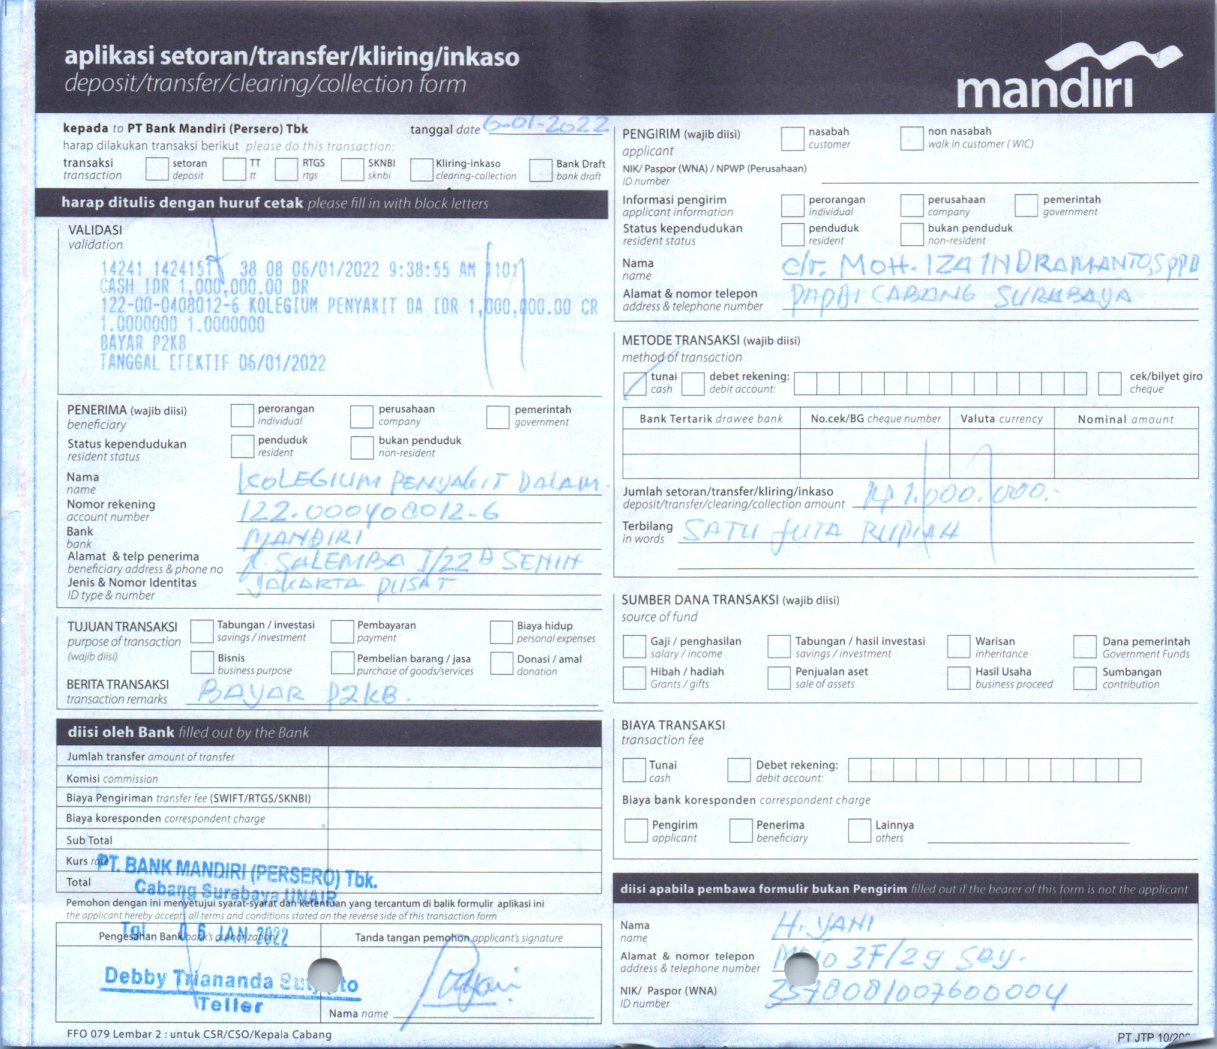 aplikasi setoran/transfer/kliring/inkaso
deposit/transfer/clearing/collection form
mandiri
kepada to PT Bank Mandiri (Persero) Tbk
tanggal date 6-01-2022
harap dilakukan transaksi berikut please do this transaction:
transaksi
transaction
setoran
deposit
TT
tt
RTGS
rtgs
SKNBI
sknbi
Kliring-inkaso
clearing-collection
Bank Draft
bank draft
harap ditulis dengan huruf cetak please fill in with block letters
VALIDASI
validation
14241 1424151 38 08 06/01/2022 9:38:55 AM 1101
CASH IDR 1,000,000.00 DR
122-00-0408012-6 KOLEGIUM PENYAKIT DA IDR 1,000,000.00 CR
1.0000000 1.0000000
BAYAR P2KB
TANGGAL EFEKTIF 06/01/2022
PENERIMA (wajib diisi)
beneficiary
perorangan
individual
perusahaan
company
pemerintah
government
Status kependudukan
resident status
penduduk
resident
bukan penduduk
non-resident
Nama
name
KOLEGIUM PENYAKIT DALAM.
Nomor rekening
account number
122.000408012-6
Bank
bank
MANDIRI
Alamat & telp penerima
beneficiary address & phone no
Jl. SALEMBA I/22 D SENIN
Jenis & Nomor Identitas
ID type & number
JAKARTA PUSAT
TUJUAN TRANSAKSI
purpose of transaction
(wajib diisi)
Tabungan / investasi
savings / investment
Pembayaran
payment
Biaya hidup
personal expenses
Bisnis
business purpose
Pembelian barang / jasa
purchase of goods/services
Donasi / amal
donation
BERITA TRANSAKSI
transaction remarks
BAYAR P2KB.
diisi oleh Bank filled out by the Bank
Jumlah transfer amount of transfer
Komisi commission
Biaya Pengiriman transfer fee (SWIFT/RTGS/SKNBI)
Biaya koresponden correspondent charge
Sub Total
Kurs rate
Total
PT. BANK MANDIRI (PERSERO) Tbk.
Cabang Surabaya UNAIR
Pemohon dengan ini menyetujui syarat-syarat dan ketentuan yang tercantum di balik formulir aplikasi ini
the applicant hereby accepts all terms and conditions stated on the reverse side of this transaction form
Tgl 06 JAN 2022
Pengesahan Bank bank's authorization
Tanda tangan pemohon applicant's signature
Debby Triananda
Teller
Nama name
FFO 079 Lembar 2 : untuk CSR/CSO/Kepala Cabang
PENGIRIM (wajib diisi)
applicant
nasabah
customer
non nasabah
walk in customer ( WIC)
NIK/ Paspor (WNA) / NPWP (Perusahaan)
ID number
Informasi pengirim
applicant information
perorangan
individual
perusahaan
company
pemerintah
government
Status kependudukan
resident status
penduduk
resident
bukan penduduk
non-resident
Nama
name
dr. MOH. IZA INDRAMANTO, SPPD
Alamat & nomor telepon
address & telephone number
PAPDI CABANG SURABAYA
METODE TRANSAKSI (wajib diisi)
method of transaction
tunai
cash
debet rekening:
debit account:
cek/bilyet giro
cheque
Bank Tertarik drawee bank
No.cek/BG cheque number
Valuta currency
Nominal amount
Jumlah setoran/transfer/kliring/inkaso
deposit/transfer/clearing/collection amount
Rp 1.000.000.-
Terbilang
in words
SATU JUTA RUPIAH
SUMBER DANA TRANSAKSI (wajib diisi)
source of fund
Gaji / penghasilan
salary / income
Tabungan / hasil investasi
savings / investment
Warisan
inheritance
Dana pemerintah
Government Funds
Hibah / hadiah
Grants / gifts
Penjualan aset
sale of assets
Hasil Usaha
business proceed
Sumbangan
contribution
BIAYA TRANSAKSI
transaction fee
Tunai
cash
Debet rekening:
debit account:
Biaya bank koresponden correspondent charge
Pengirim
applicant
Penerima
beneficiary
Lainnya
others
diisi apabila pembawa formulir bukan Pengirim filled out if the bearer of this form is not the applicant
Nama
name
H. YANI
Alamat & nomor telepon
address & telephone number
3F/29 Sby.
NIK/ Paspor (WNA)
ID number
3578081007600004
PT JTP